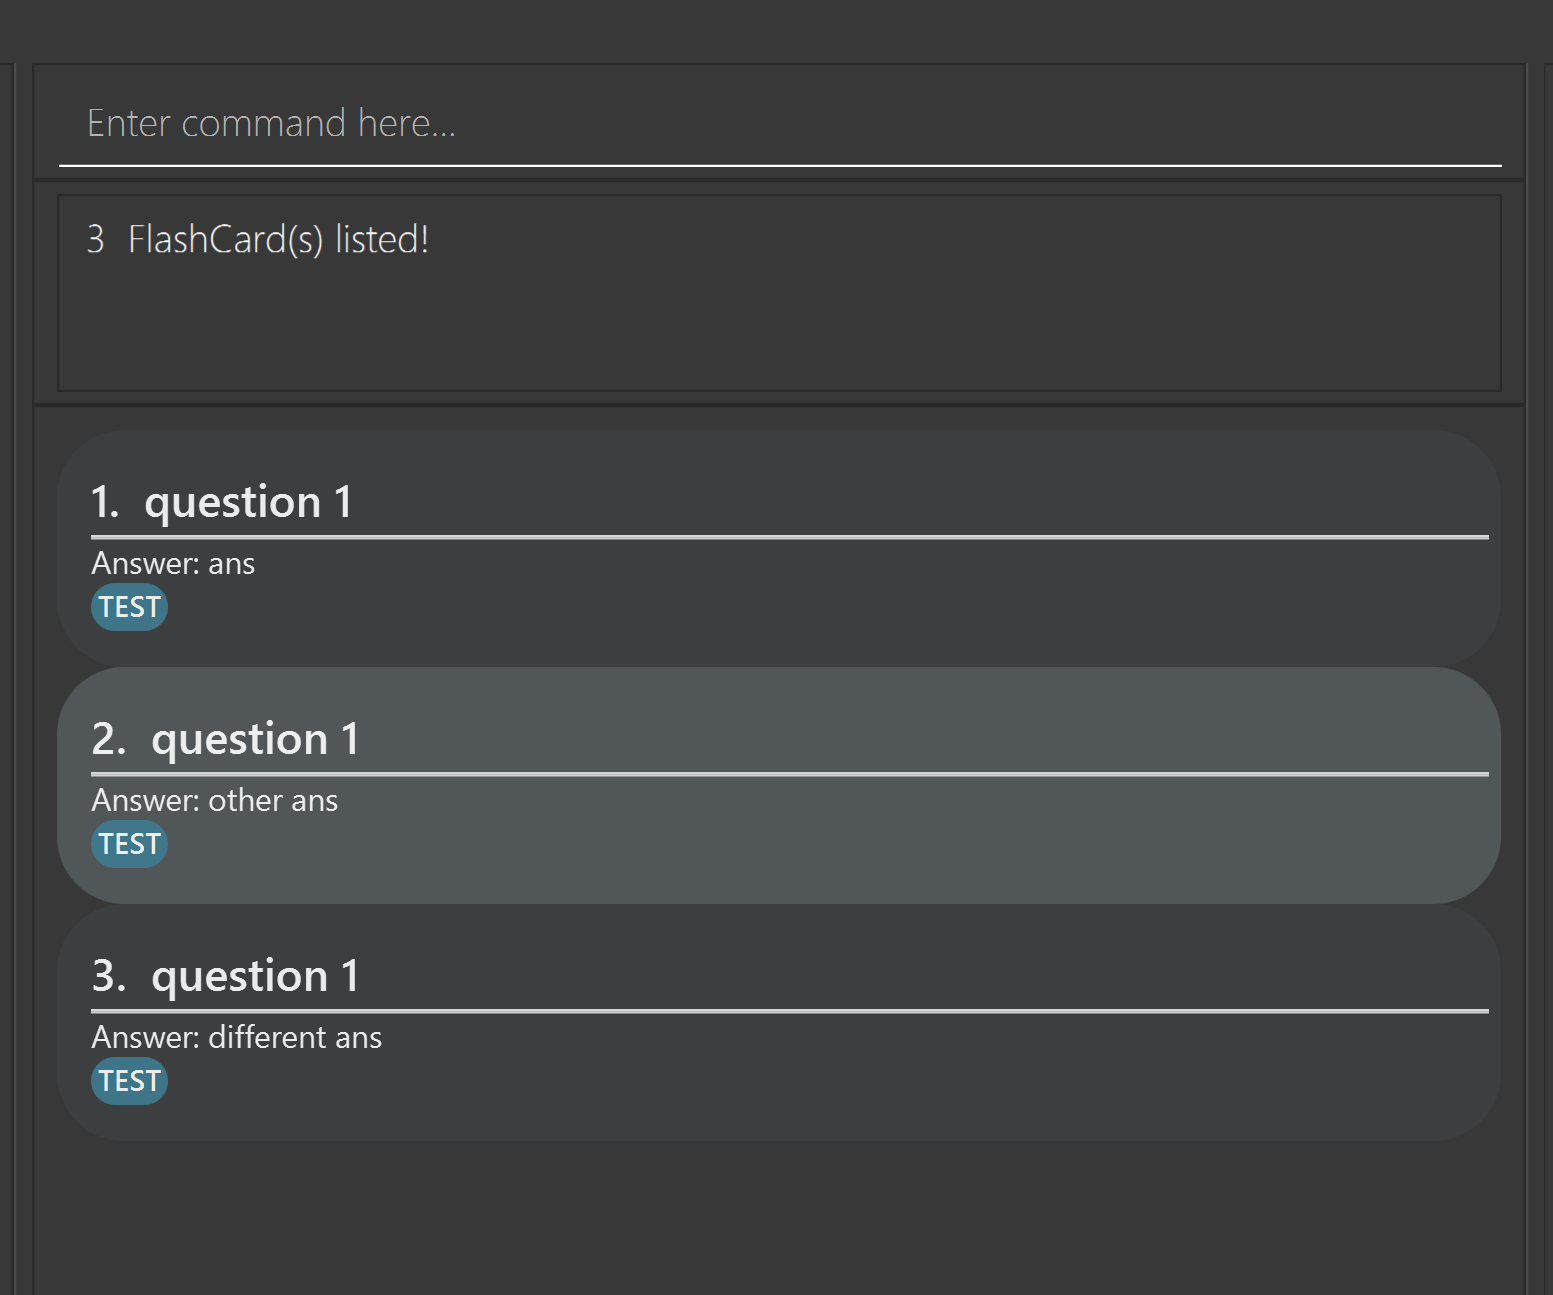 Enter command here...
3 FlashCard(s) listed!
1. question 1
Answer: ans
TEST
2. question 1
Answer: other ans
TEST
3. question 1
Answer: different ans
TEST